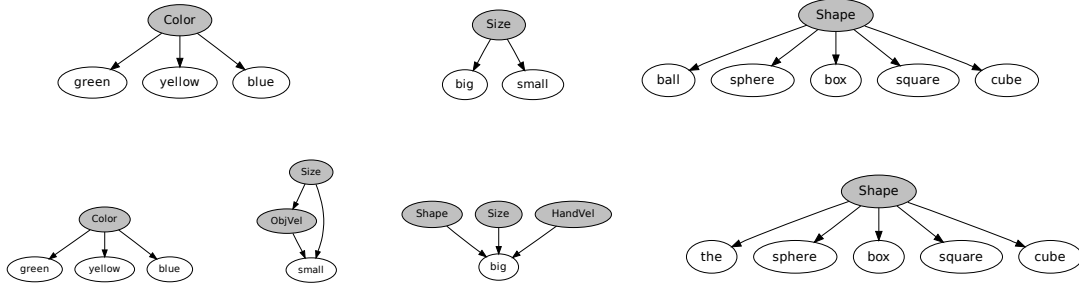 Color
Size
Shape
green yellow blue
big small
ball sphere box square cube
Size
Color
ObjVel
Shape Size HandVel
Shape
green yellow blue
small
big
the sphere box square cube